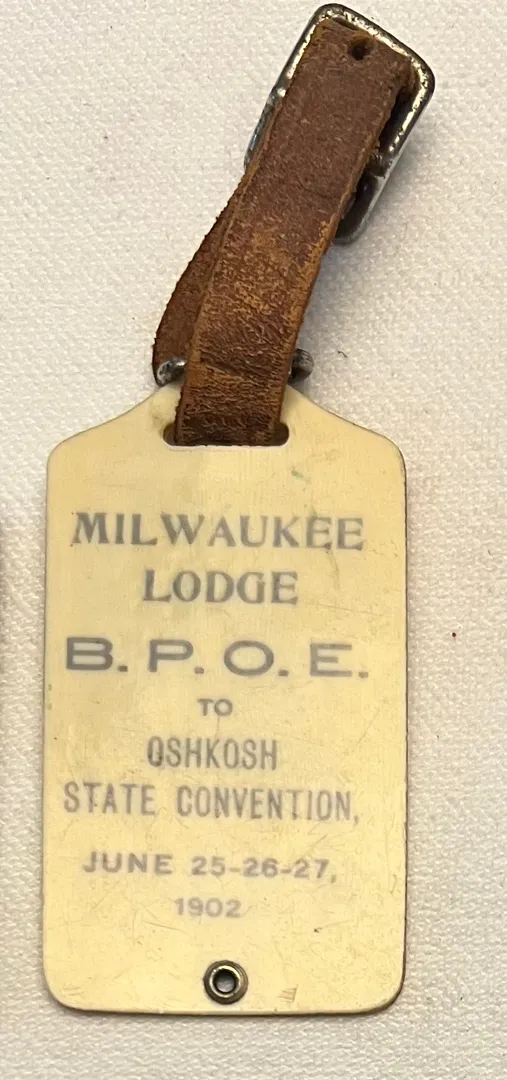 MILWAUKEE
LODGE
B. P. O. E.
TO
OSHKOSH
STATE CONVENTION,
JUNE 25-26-27,
1902